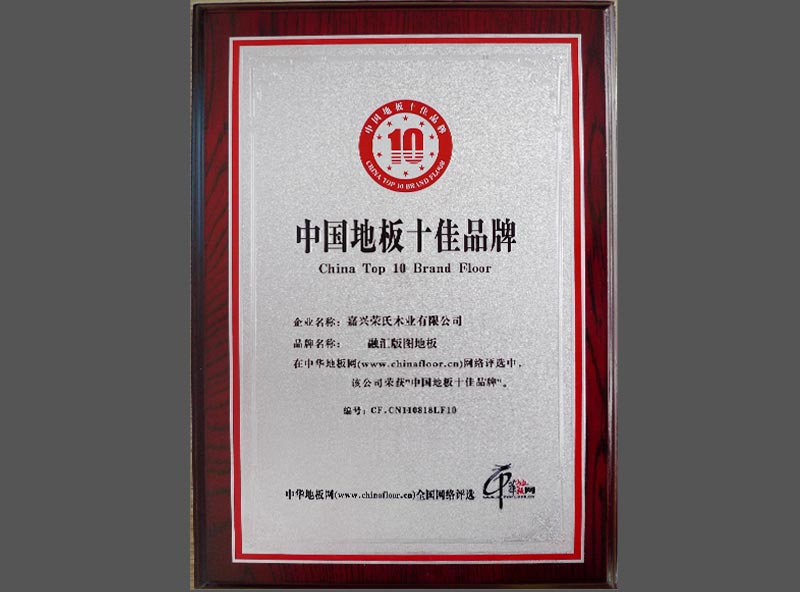 中国地板十佳品牌
10
CHINA TOP 10 BRAND FLOOR
中国地板十佳品牌
China Top 10 Brand Floor
企业名称：嘉兴荣氏木业有限公司
品牌名称： 融汇版图地板
在中华地板网(www.chinafloor.cn)网络评选中，
该公司荣获"中国地板十佳品牌"。
编号：CF.CN110818LF10
中华地板网(www.chinafloor.cn)全国网络评选